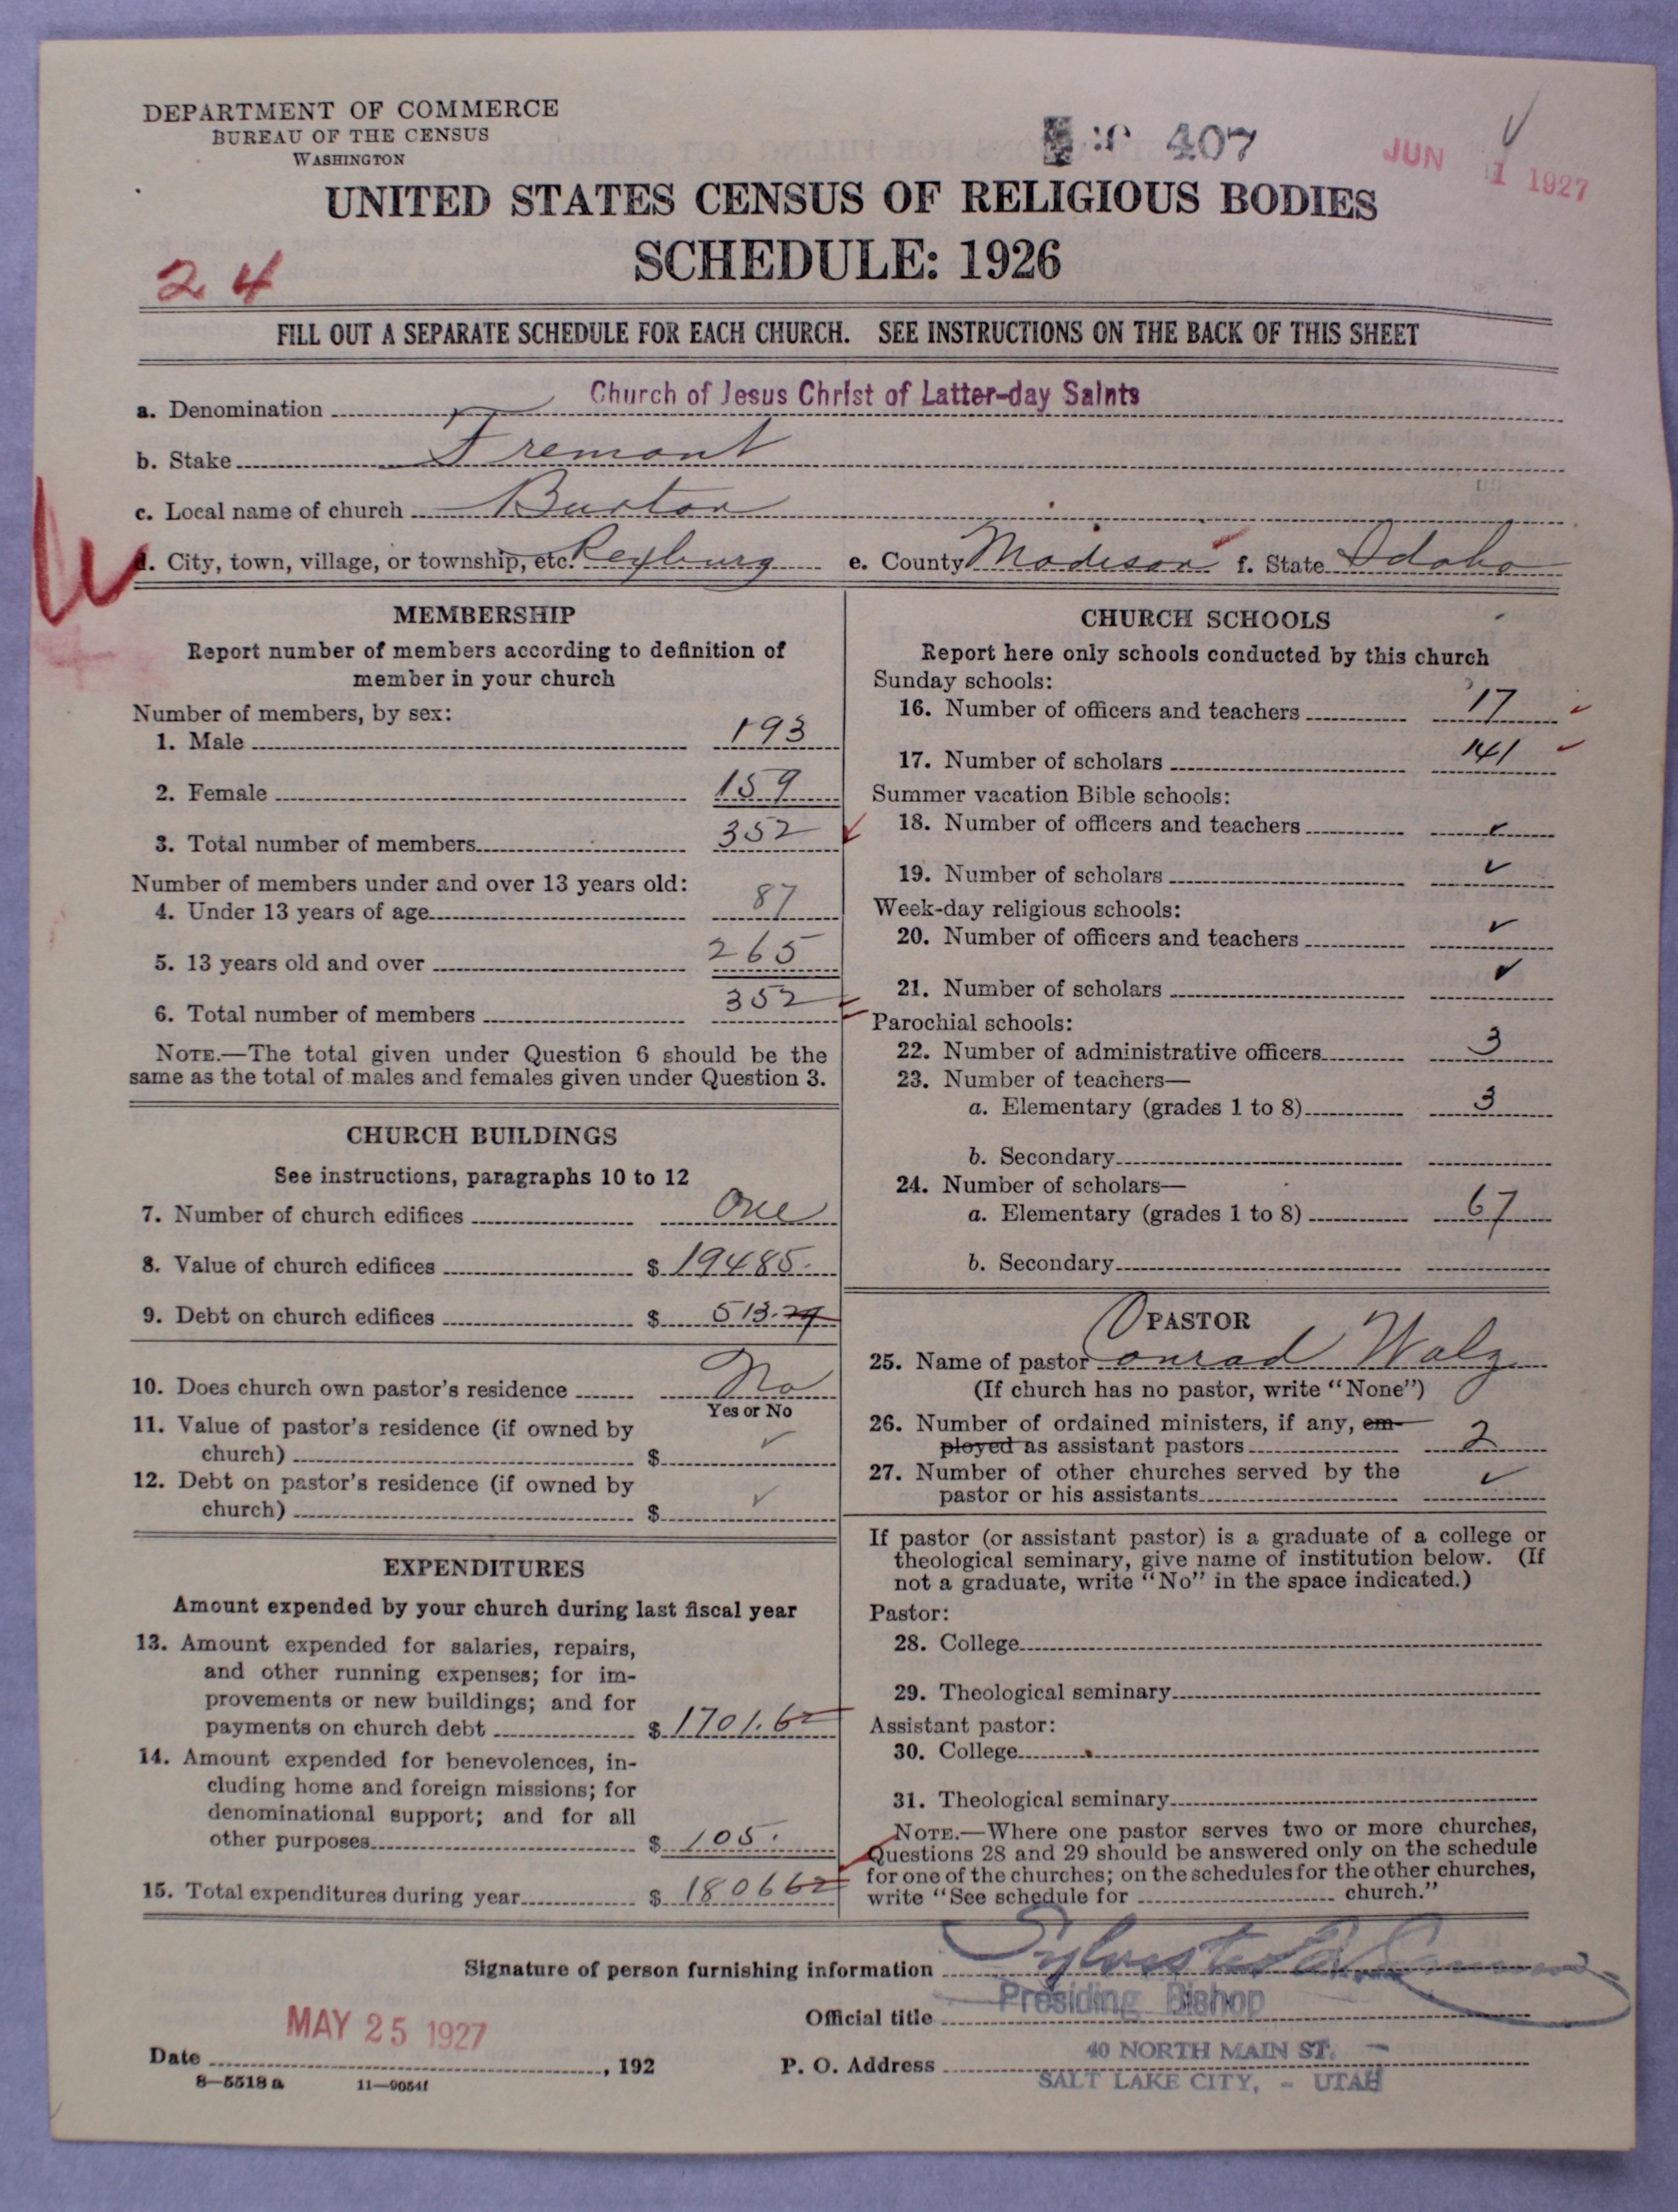 DEPARTMENT OF COMMERCE
BUREAU OF THE CENSUS
WASHINGTON
407
JUN 1 1927
UNITED STATES CENSUS OF RELIGIOUS BODIES
SCHEDULE: 1926
24
FILL OUT A SEPARATE SCHEDULE FOR EACH CHURCH. SEE INSTRUCTIONS ON THE BACK OF THIS SHEET
a. Denomination Church of Jesus Christ of Latter-day Saints
b. Stake Fremont
c. Local name of church Burton
d. City, town, village, or township, etc. Rexburg e. County Madison f. State Idaho
MEMBERSHIP
Report number of members according to definition of
member in your church
Number of members, by sex:
1. Male 193
2. Female 159
3. Total number of members 352
Number of members under and over 13 years old:
4. Under 13 years of age 87
5. 13 years old and over 265
6. Total number of members 352
NOTE.—The total given under Question 6 should be the
same as the total of males and females given under Question 3.
CHURCH BUILDINGS
See instructions, paragraphs 10 to 12
7. Number of church edifices One
8. Value of church edifices $ 19485.
9. Debt on church edifices $ 513.29
10. Does church own pastor's residence No
Yes or No
11. Value of pastor's residence (if owned by
church) $ ✓
12. Debt on pastor's residence (if owned by
church) $ ✓
EXPENDITURES
Amount expended by your church during last fiscal year
13. Amount expended for salaries, repairs,
and other running expenses; for im-
provements or new buildings; and for
payments on church debt $ 1701.62
14. Amount expended for benevolences, in-
cluding home and foreign missions; for
denominational support; and for all
other purposes $ 105.
15. Total expenditures during year $ 180662
CHURCH SCHOOLS
Report here only schools conducted by this church
Sunday schools:
16. Number of officers and teachers 17
17. Number of scholars 141
Summer vacation Bible schools:
18. Number of officers and teachers ✓
19. Number of scholars ✓
Week-day religious schools:
20. Number of officers and teachers ✓
21. Number of scholars ✓
Parochial schools:
22. Number of administrative officers 3
23. Number of teachers—
a. Elementary (grades 1 to 8) 3
b. Secondary
24. Number of scholars—
a. Elementary (grades 1 to 8) 67
b. Secondary
PASTOR
25. Name of pastor Conrad Walz
(If church has no pastor, write "None")
26. Number of ordained ministers, if any, em-
ployed as assistant pastors 2
27. Number of other churches served by the
pastor or his assistants ✓
If pastor (or assistant pastor) is a graduate of a college or
theological seminary, give name of institution below. (If
not a graduate, write "No" in the space indicated.)
Pastor:
28. College
29. Theological seminary
Assistant pastor:
30. College
31. Theological seminary
NOTE.—Where one pastor serves two or more churches,
Questions 28 and 29 should be answered only on the schedule
for one of the churches; on the schedules for the other churches,
write "See schedule for church."
Signature of person furnishing information Sylvester Q. Cannon
Official title Presiding Bishop
MAY 25 1927
Date , 192
P. O. Address 40 NORTH MAIN ST.
SALT LAKE CITY, - UTAH
8—5518 a 11—9054f